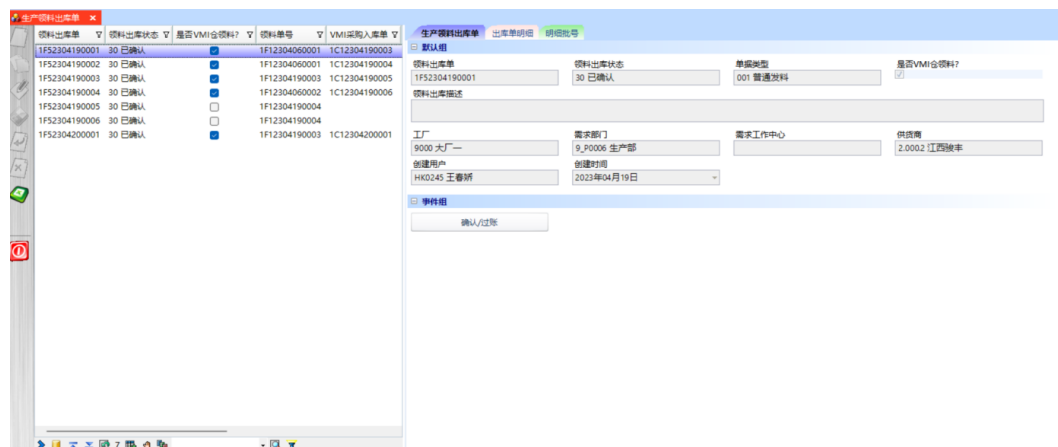 生产领料出库单 ×
领料出库单 领料出库状态 是否VMI仓领料? 领料单号 VMI采购入库单
1F52304190001 30 已确认 1F12304060001 1C12304190003
1F52304190002 30 已确认 1F12304060001 1C12304190004
1F52304190003 30 已确认 1F12304190003 1C12304190005
1F52304190004 30 已确认 1F12304060002 1C12304190006
1F52304190005 30 已确认 1F12304190004
1F52304190006 30 已确认 1F12304190004
1F52304200001 30 已确认 1F12304190003 1C12304200001
7
生产领料出库单 出库单明细 明细批号
默认组
领料出库单 领料出库状态 单据类型 是否VMI仓领料?
1F52304190001 30 已确认 001 普通发料
领料出库描述
工厂 需求部门 需求工作中心 供货商
9000 大厂一 9_P0006 生产部 2.0002 江西骏丰
创建用户 创建时间
HK0245 王春娇 2023年04月19日
事件组
确认/过账